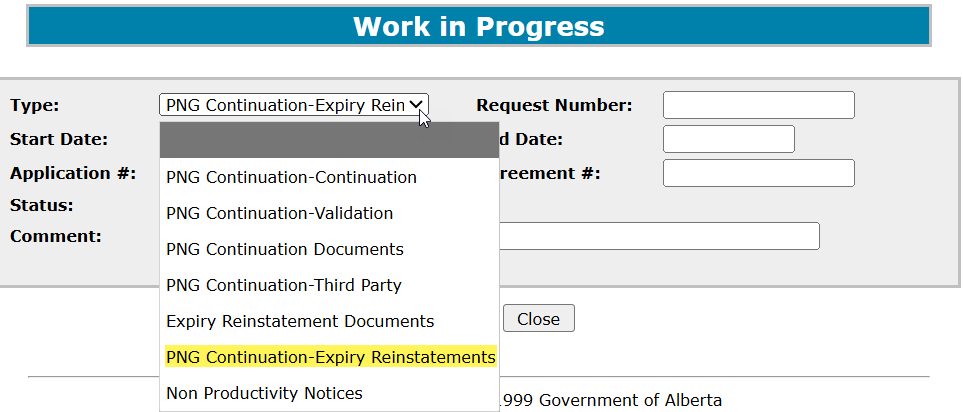 Work in Progress
Type: PNG Continuation-Expiry Rein Request Number:
Start Date: d Date:
Application #: reement #:
Status:
Comment:
PNG Continuation-Continuation
PNG Continuation-Validation
PNG Continuation Documents
PNG Continuation-Third Party
Expiry Reinstatement Documents
PNG Continuation-Expiry Reinstatements
Non Productivity Notices
Close
1999 Government of Alberta